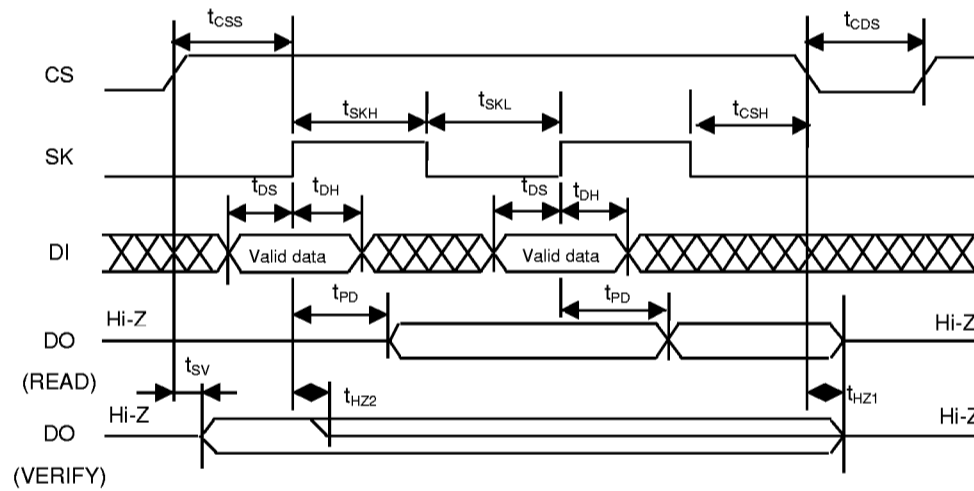 tCSS
tCDS
CS
tSKH
tSKL
tCSH
SK
tDS
tDH
tDS
tDH
DI
Valid data
Valid data
tPD
tPD
Hi-Z
Hi-Z
DO
(READ)
tSV
tHZ2
tHZ1
Hi-Z
Hi-Z
DO
(VERIFY)